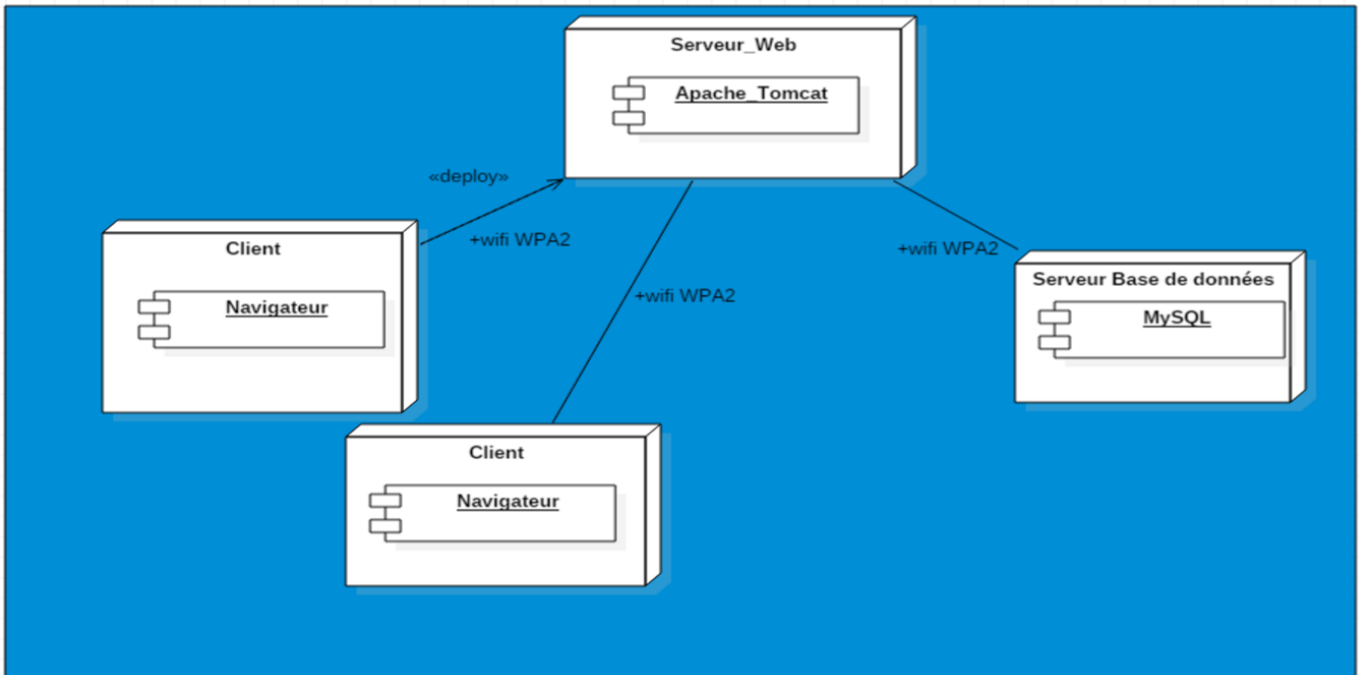 Serveur_Web
Apache_Tomcat
«deploy»
+wifi WPA2
Client
Navigateur
+wifi WPA2
+wifi WPA2
Serveur Base de données
MySQL
Client
Navigateur